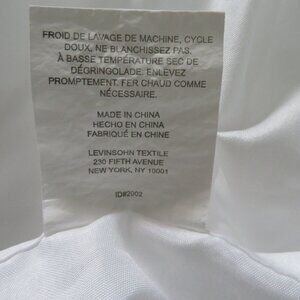 FROID DE LAVAGE DE MACHINE, CYCLE
DOUX, NE BLANCHISSEZ PAS.
À BASSE TEMPÉRATURE SEC DE
DÉGRINGOLADE. ENLEVEZ
PROMPTEMENT. FER CHAUD COMME
NÉCESSAIRE.
MADE IN CHINA
HECHO EN CHINA
FABRIQUÉ EN CHINE
LEVINSOHN TEXTILE
230 FIFTH AVENUE
NEW YORK, NY 10001
ID#2002